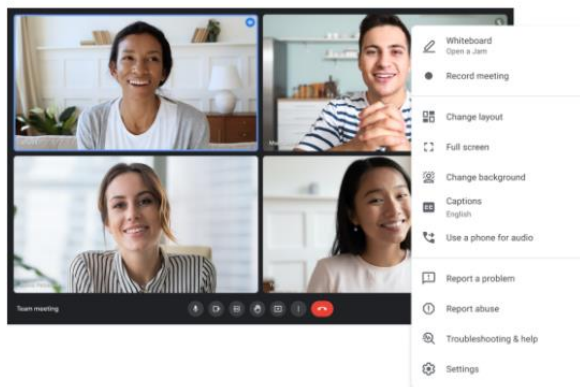 Whiteboard
Open a Jam
Record meeting
Change layout
Full screen
Change background
CC
Captions
English
Use a phone for audio
Report a problem
Report abuse
Troubleshooting & help
Settings
Team meeting